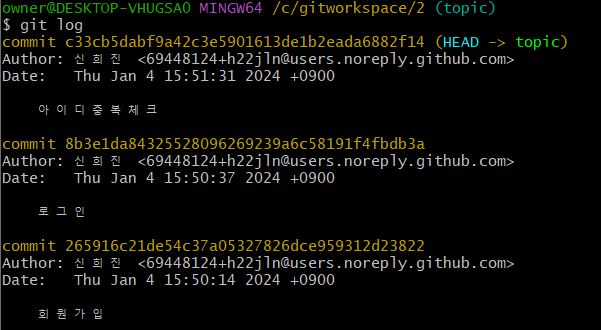 owner@DESKTOP-VHUGSAO MINGW64 /c/gitworkspace/2 (topic)
$ git log
commit c33cb5dabf9a42c3e5901613de1b2eada6882f14 (HEAD -> topic)
Author: 신희진 <69448124+h22jln@users.noreply.github.com>
Date:   Thu Jan 4 15:51:31 2024 +0900
아이디중복체크
commit 8b3e1da84325528096269239a6c58191f4fbdb3a
Author: 신희진 <69448124+h22jln@users.noreply.github.com>
Date:   Thu Jan 4 15:50:37 2024 +0900
로그인
commit 265916c21de54c37a05327826dce959312d23822
Author: 신희진 <69448124+h22jln@users.noreply.github.com>
Date:   Thu Jan 4 15:50:14 2024 +0900
회원가입